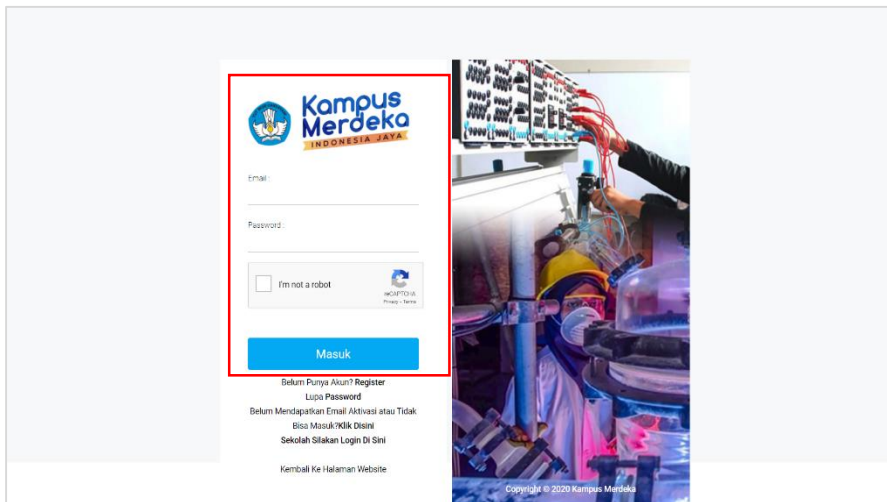 Kampus
Merdeka
INDONESIA JAYA
Email :
Password :
I'm not a robot
reCAPTCHA
Privacy - Terms
Masuk
Belum Punya Akun? Register
Lupa Password
Belum Mendapatkan Email Aktivasi atau Tidak
Bisa Masuk?Klik Disini
Sekolah Silakan Login Di Sini
Kembali Ke Halaman Website
Copyright © 2020 Kampus Merdeka